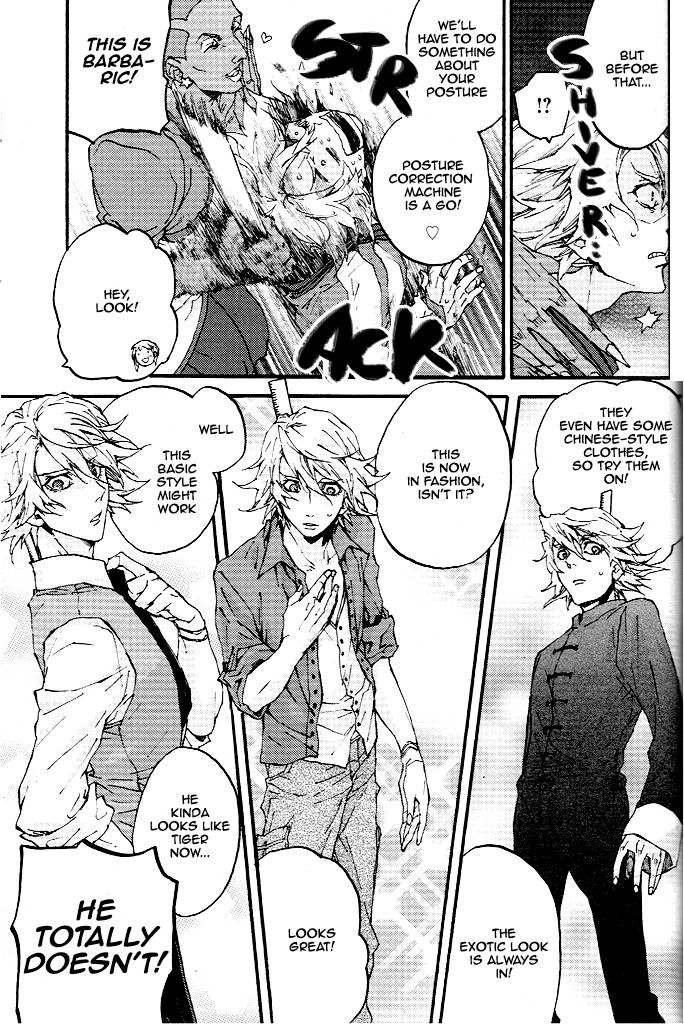 BUT
BEFORE
THAT...
!?
SHIVER...
WE'LL
HAVE TO DO
SOMETHING
ABOUT
YOUR
POSTURE
POSTURE
CORRECTION
MACHINE
IS A GO!
♡
STR
ACK
THIS IS
BARBA-
RIC!
HEY,
LOOK!
THEY
EVEN HAVE SOME
CHINESE-STYLE
CLOTHES,
SO TRY THEM
ON!
THE
EXOTIC LOOK
IS ALWAYS
IN!
THIS
IS NOW
IN FASHION,
ISN'T IT?
LOOKS
GREAT!
WELL
THIS
BASIC
STYLE
MIGHT
WORK
HE
KINDA
LOOKS LIKE
TIGER
NOW...
HE
TOTALLY
DOESN'T!